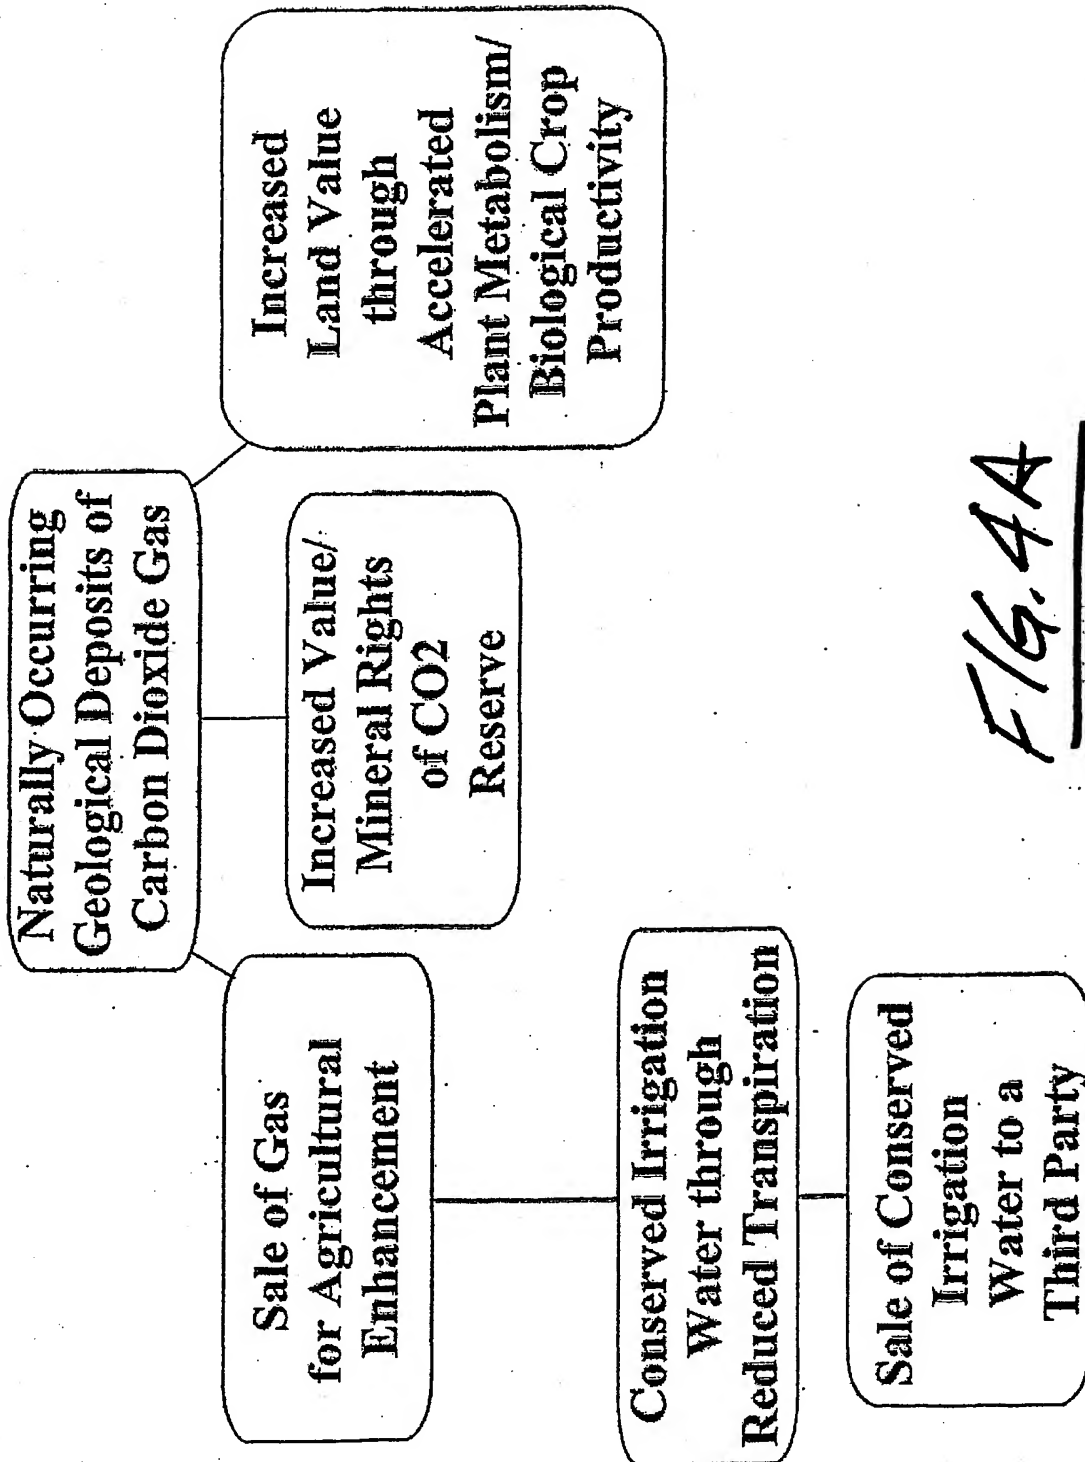 Naturally Occurring
Geological Deposits of
Carbon Dioxide Gas
Sale of Gas
for Agricultural
Enhancement
Increased Value/
Mineral Rights
of CO2
Reserve
Increased
Land Value
through
Accelerated
Plant Metabolism/
Biological Crop
Productivity
Conserved Irrigation
Water through
Reduced Transpiration
Sale of Conserved
Irrigation
Water to a
Third Party
FIG. 4A